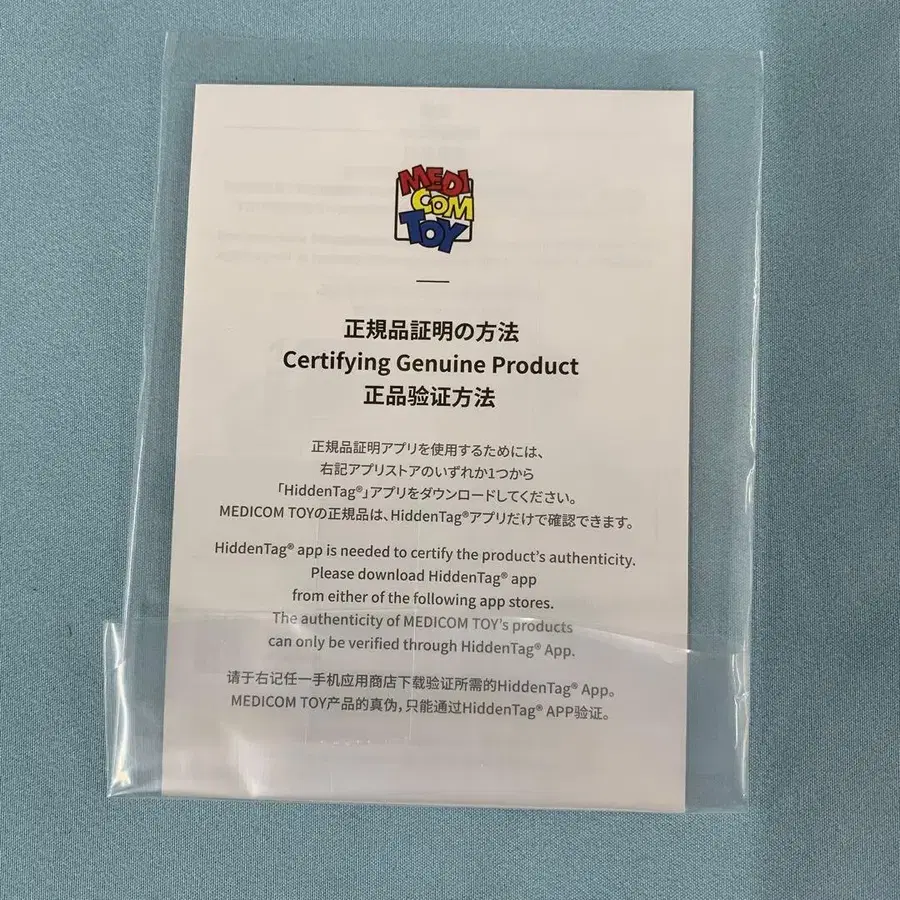 MEDI
COM
TOY
正規品証明の方法
Certifying Genuine Product
正品验证方法
正規品証明アプリを使用するためには、
右記アプリストアのいずれか1つから
「HiddenTag®」アプリをダウンロードしてください。
MEDICOM TOYの正規品は、HiddenTag®アプリだけで確認できます。
HiddenTag® app is needed to certify the product's authenticity.
Please download HiddenTag® app
from either of the following app stores.
The authenticity of MEDICOM TOY's products
can only be verified through HiddenTag® App.
请于右记任一手机应用商店下载验证所需的HiddenTag® App。
MEDICOM TOY产品的真伪，只能通过HiddenTag® APP验证。